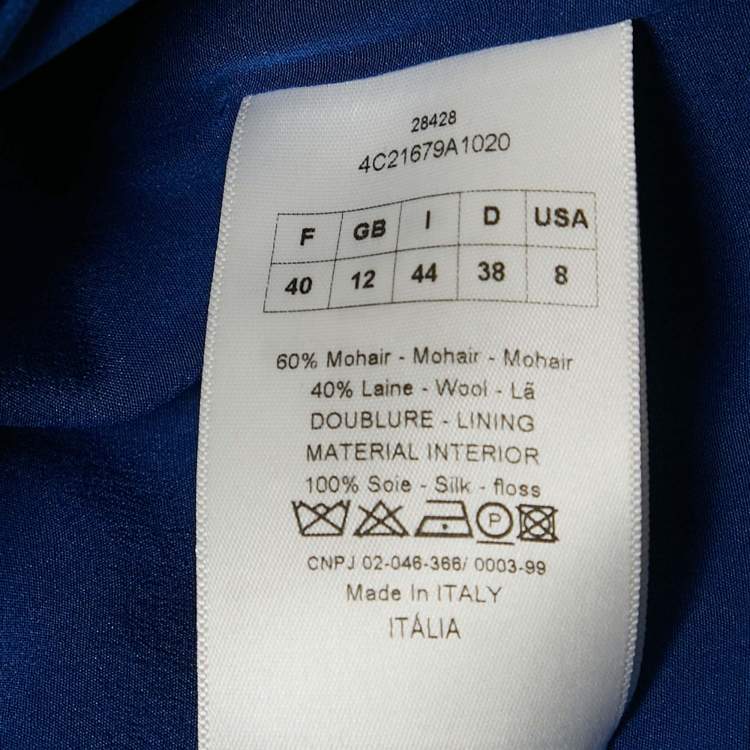 28428
4C21679A1020
F GB I D USA
40 12 44 38 8
60% Mohair - Mohair - Mohair
40% Laine - Wool - Lã
DOUBLURE - LINING
MATERIAL INTERIOR
100% Soie - Silk - floss
P
CNPJ 02-046-366/ 0003-99
Made In ITALY
ITÁLIA